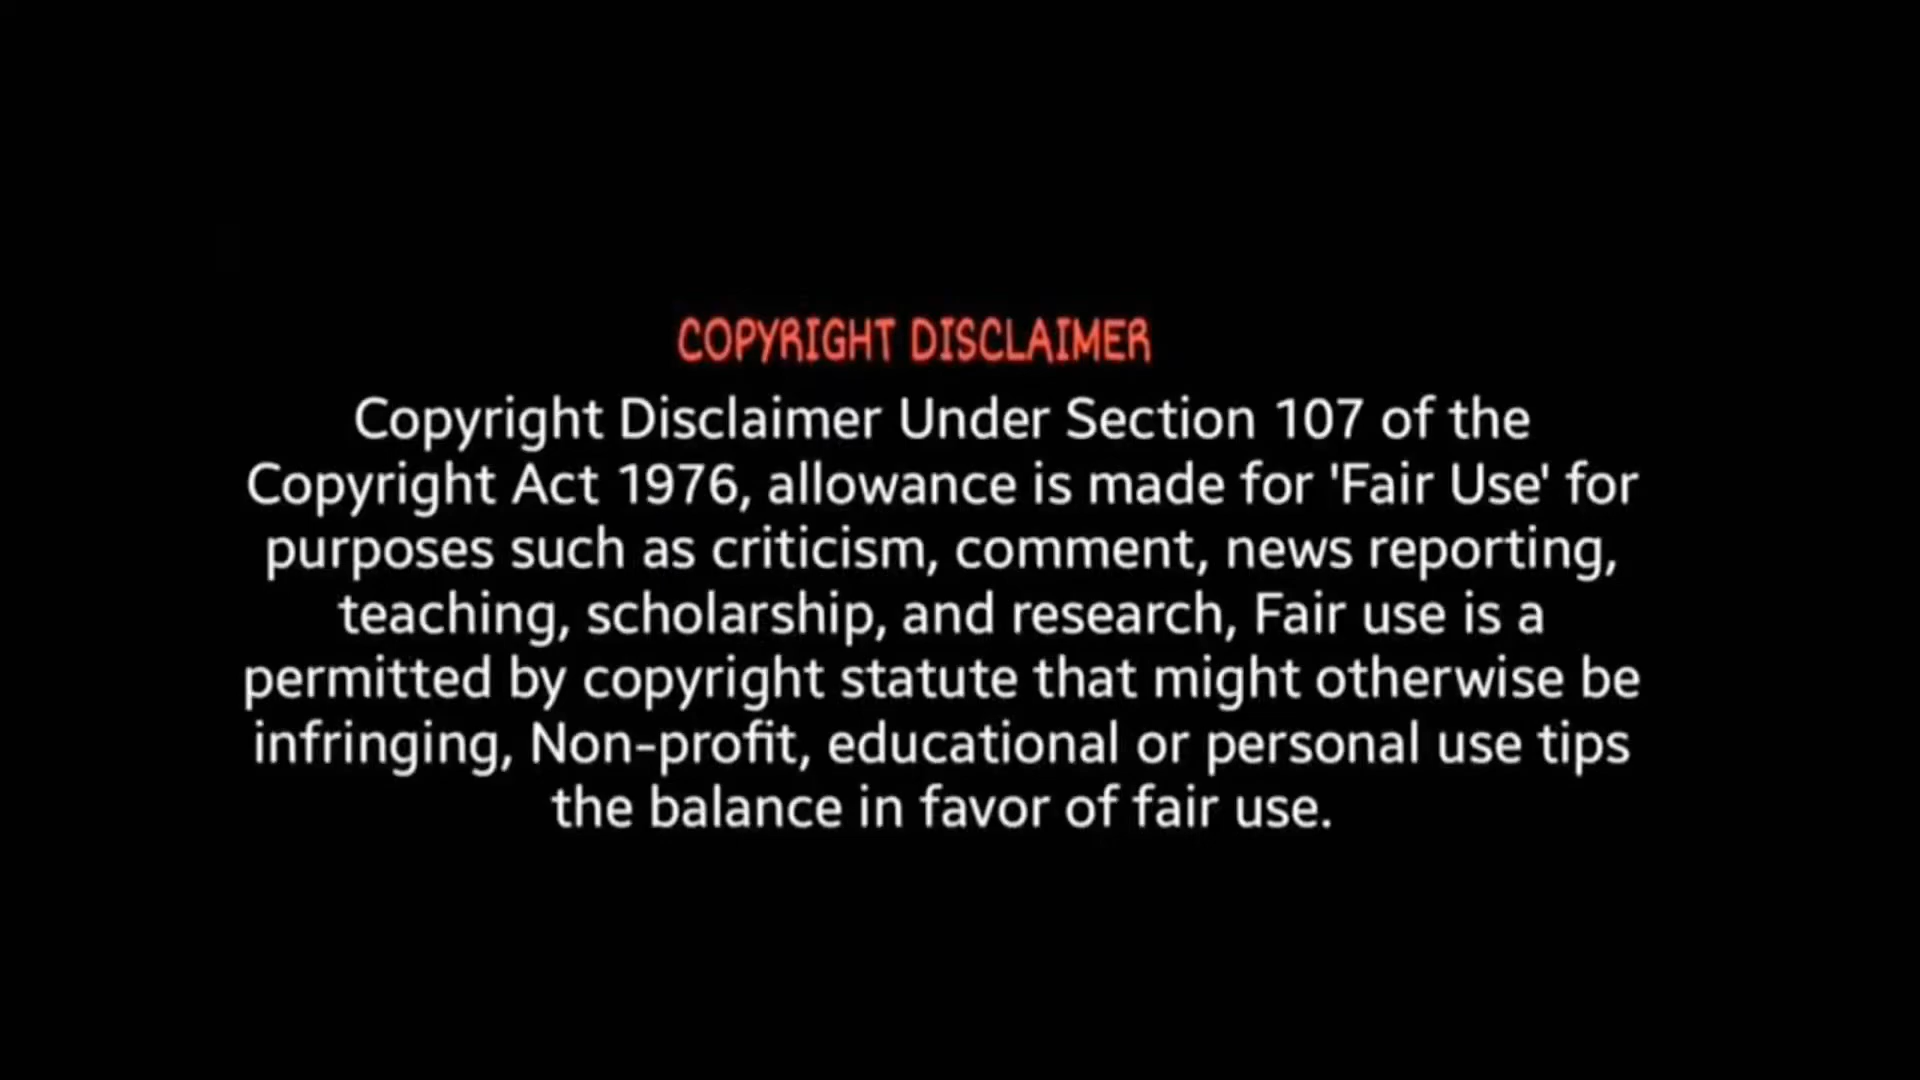 COPYRIGHT DISCLAIMER
Copyright Disclaimer Under Section 107 of the
Copyright Act 1976, allowance is made for 'Fair Use' for
purposes such as criticism, comment, news reporting,
teaching, scholarship, and research, Fair use is a
permitted by copyright statute that might otherwise be
infringing, Non-profit, educational or personal use tips
the balance in favor of fair use.